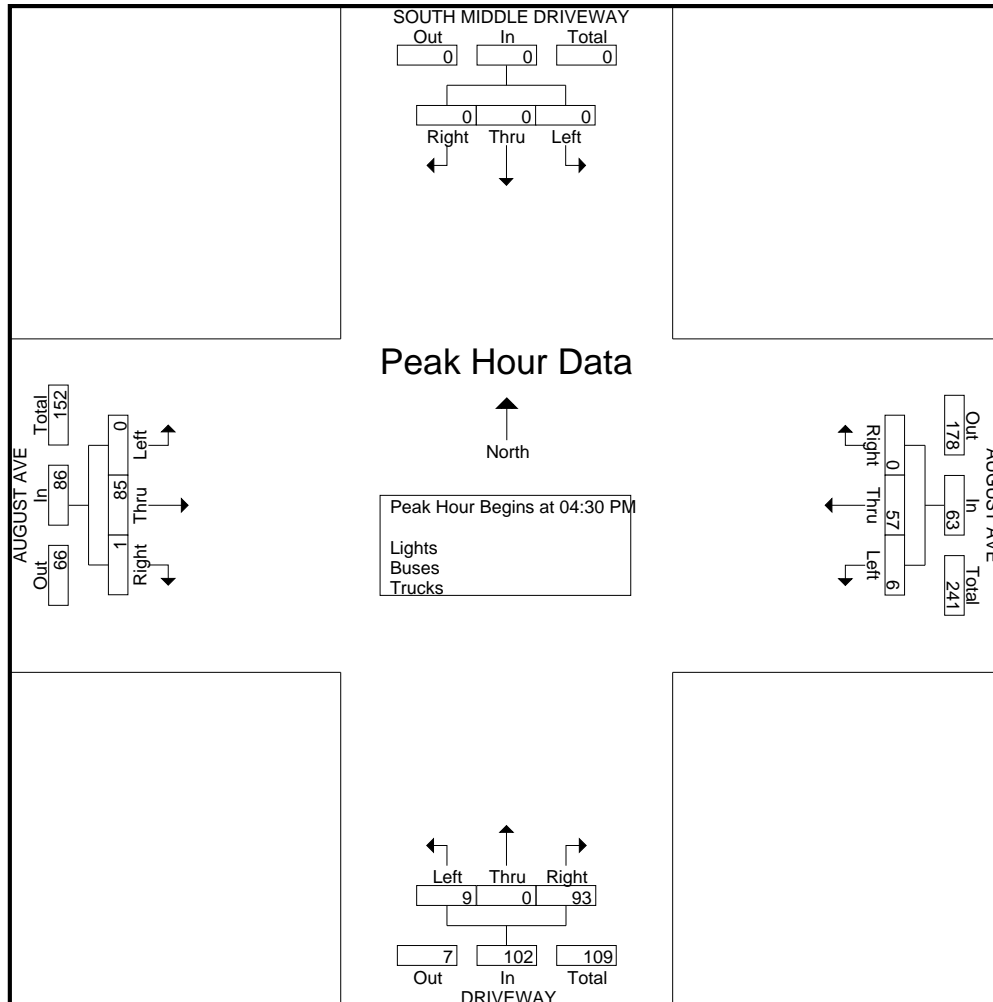 SOUTH MIDDLE DRIVEWAY
Out In Total
0 0 0
0 0 0
Right Thru Left
Peak Hour Data
North
Peak Hour Begins at 04:30 PM
Lights
Buses
Trucks
AUGUST AVE
Out In Total
66 86 152
Right Thru Left
1 85 0
AUGUST AVE
Out In Total
178 63 241
Right Thru Left
0 57 6
Left Thru Right
9 0 93
7 102 109
Out In Total
DRIVEWAY